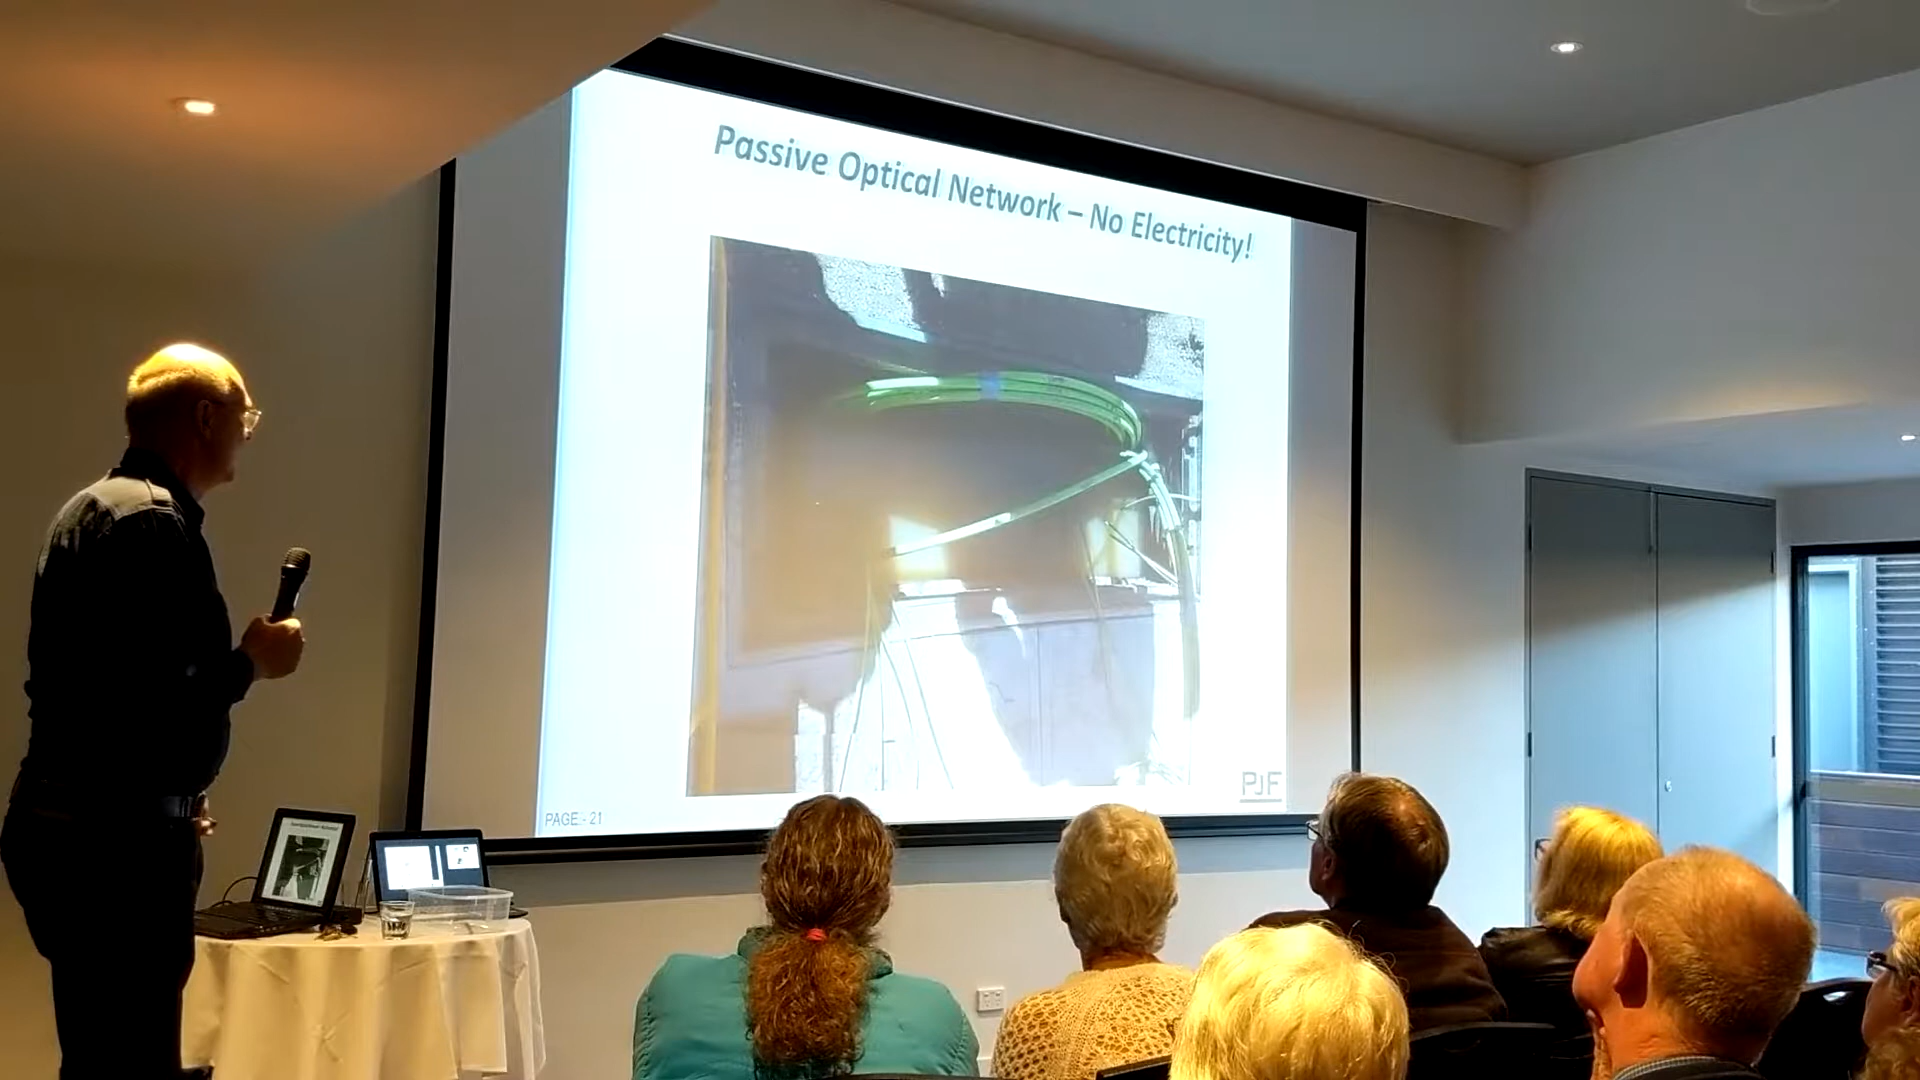 Passive Optical Network – No Electricity!
PJF
PAGE - 21